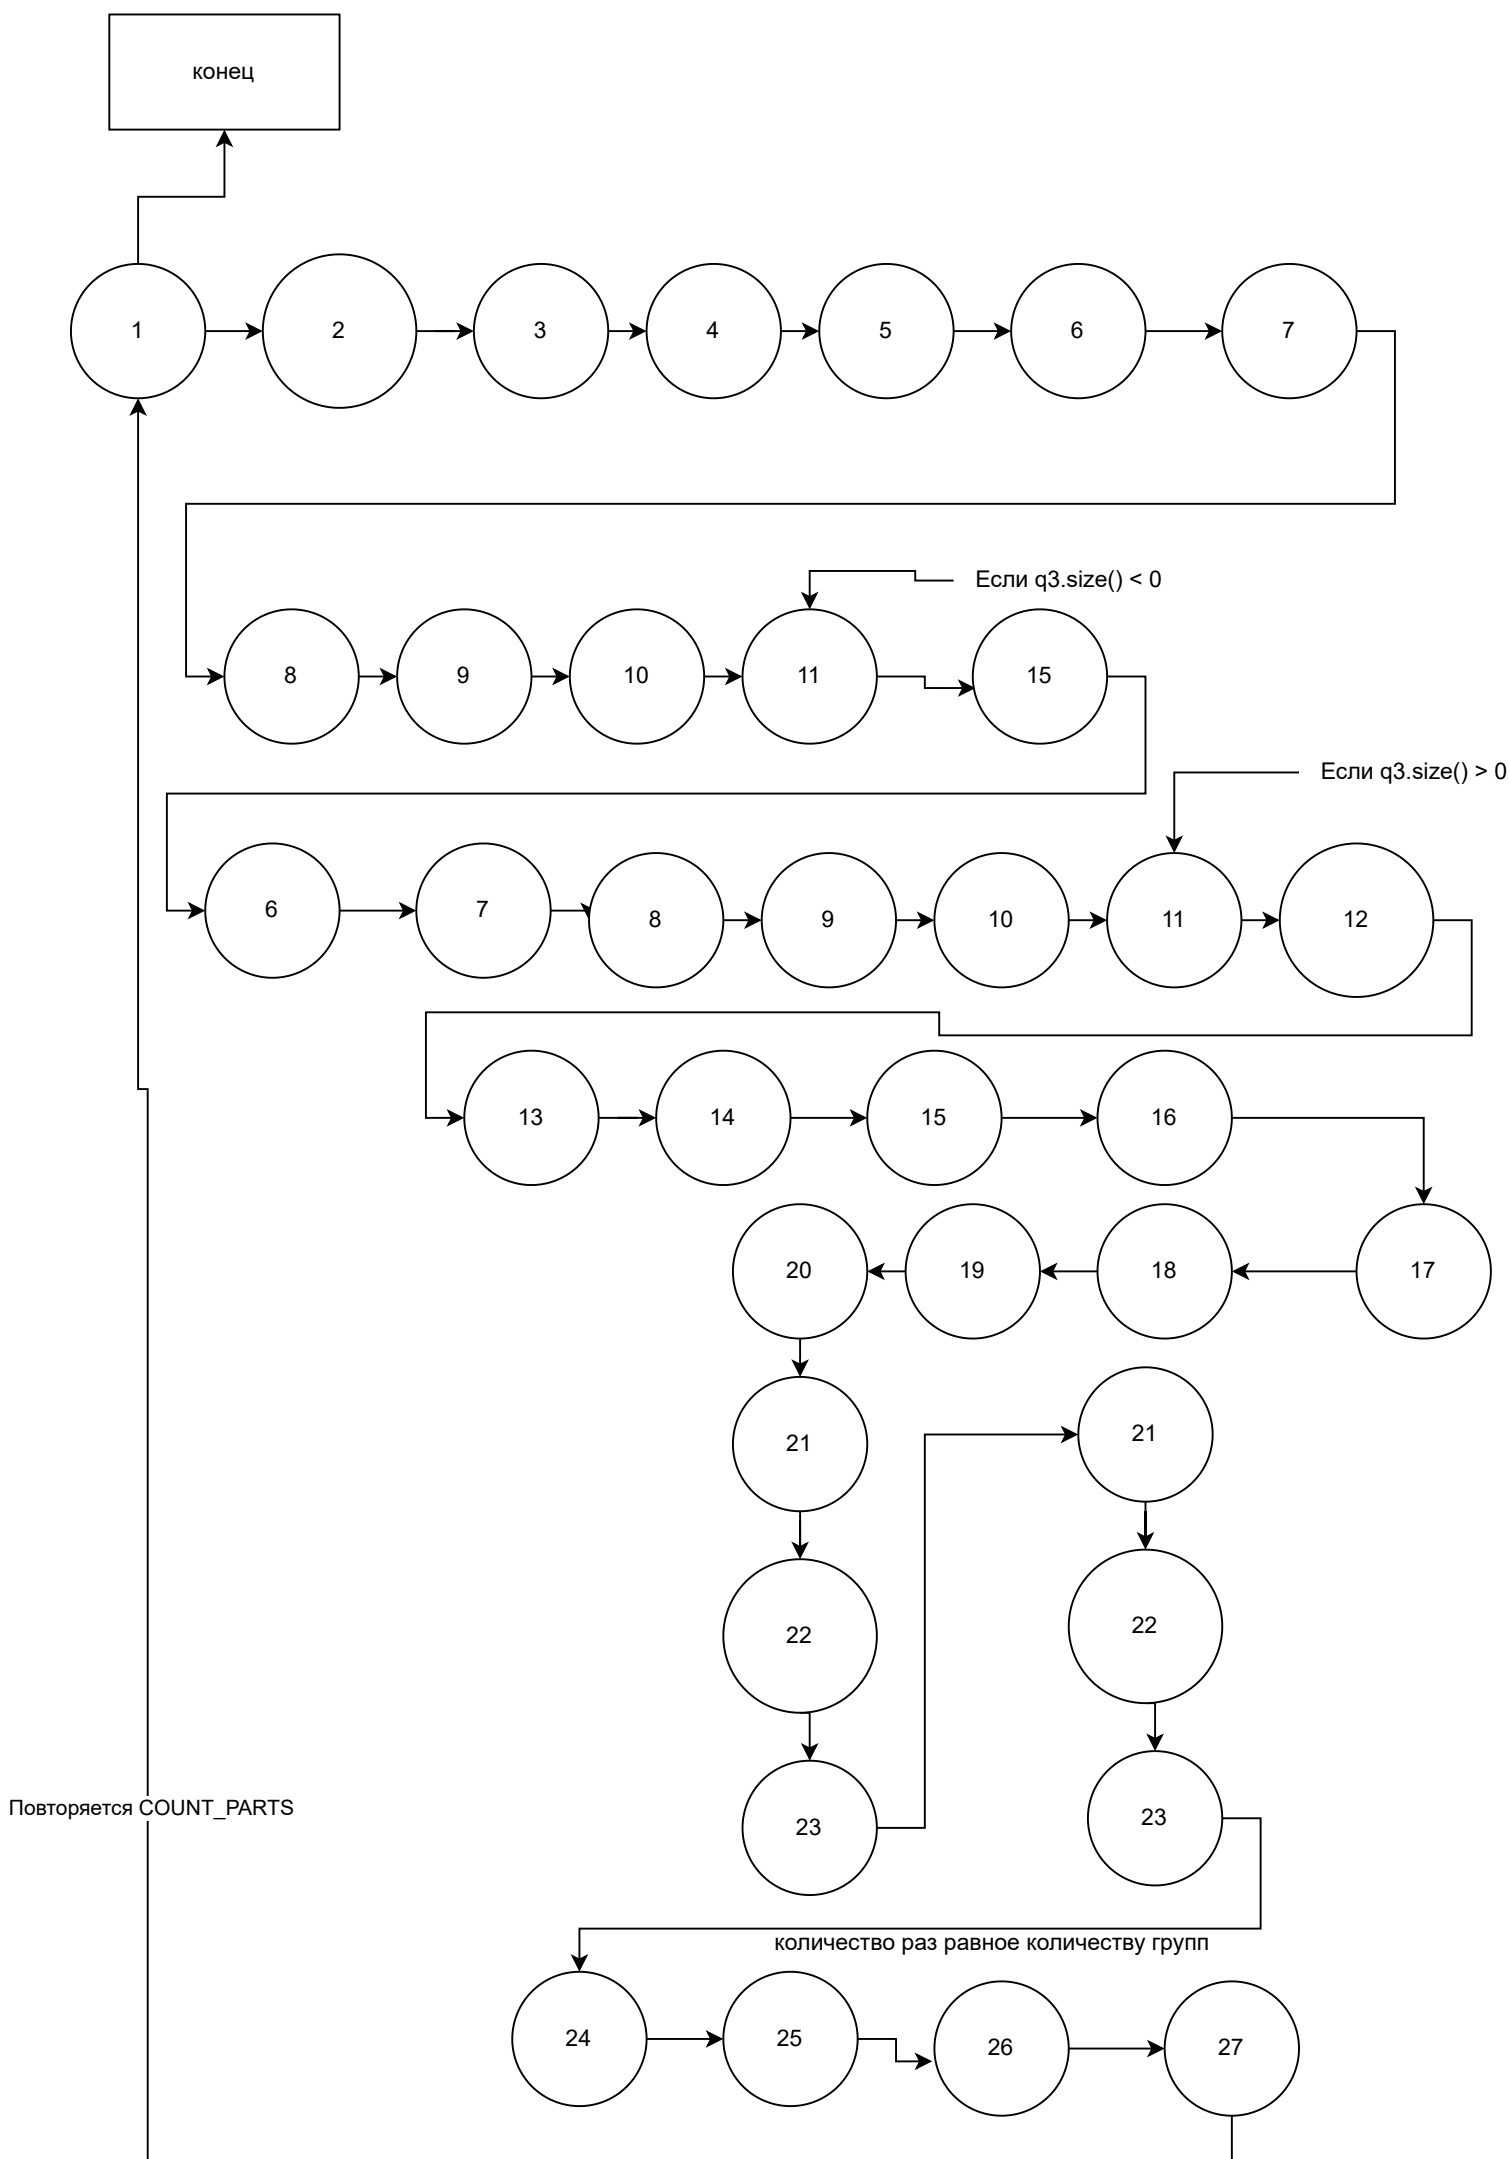 конец
1 2 3 4 5 6 7
Если q3.size() < 0
8 9 10 11 15
Если q3.size() > 0
6 7 8 9 10 11 12
13 14 15 16
20 19 18 17
21 21
22 22
23 23
Повторяется COUNT_PARTS
количество раз равное количеству групп
24 25 26 27